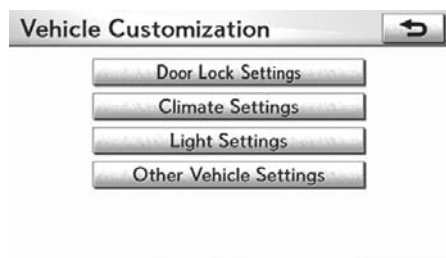 Vehicle Customization
Door Lock Settings
Climate Settings
Light Settings
Other Vehicle Settings